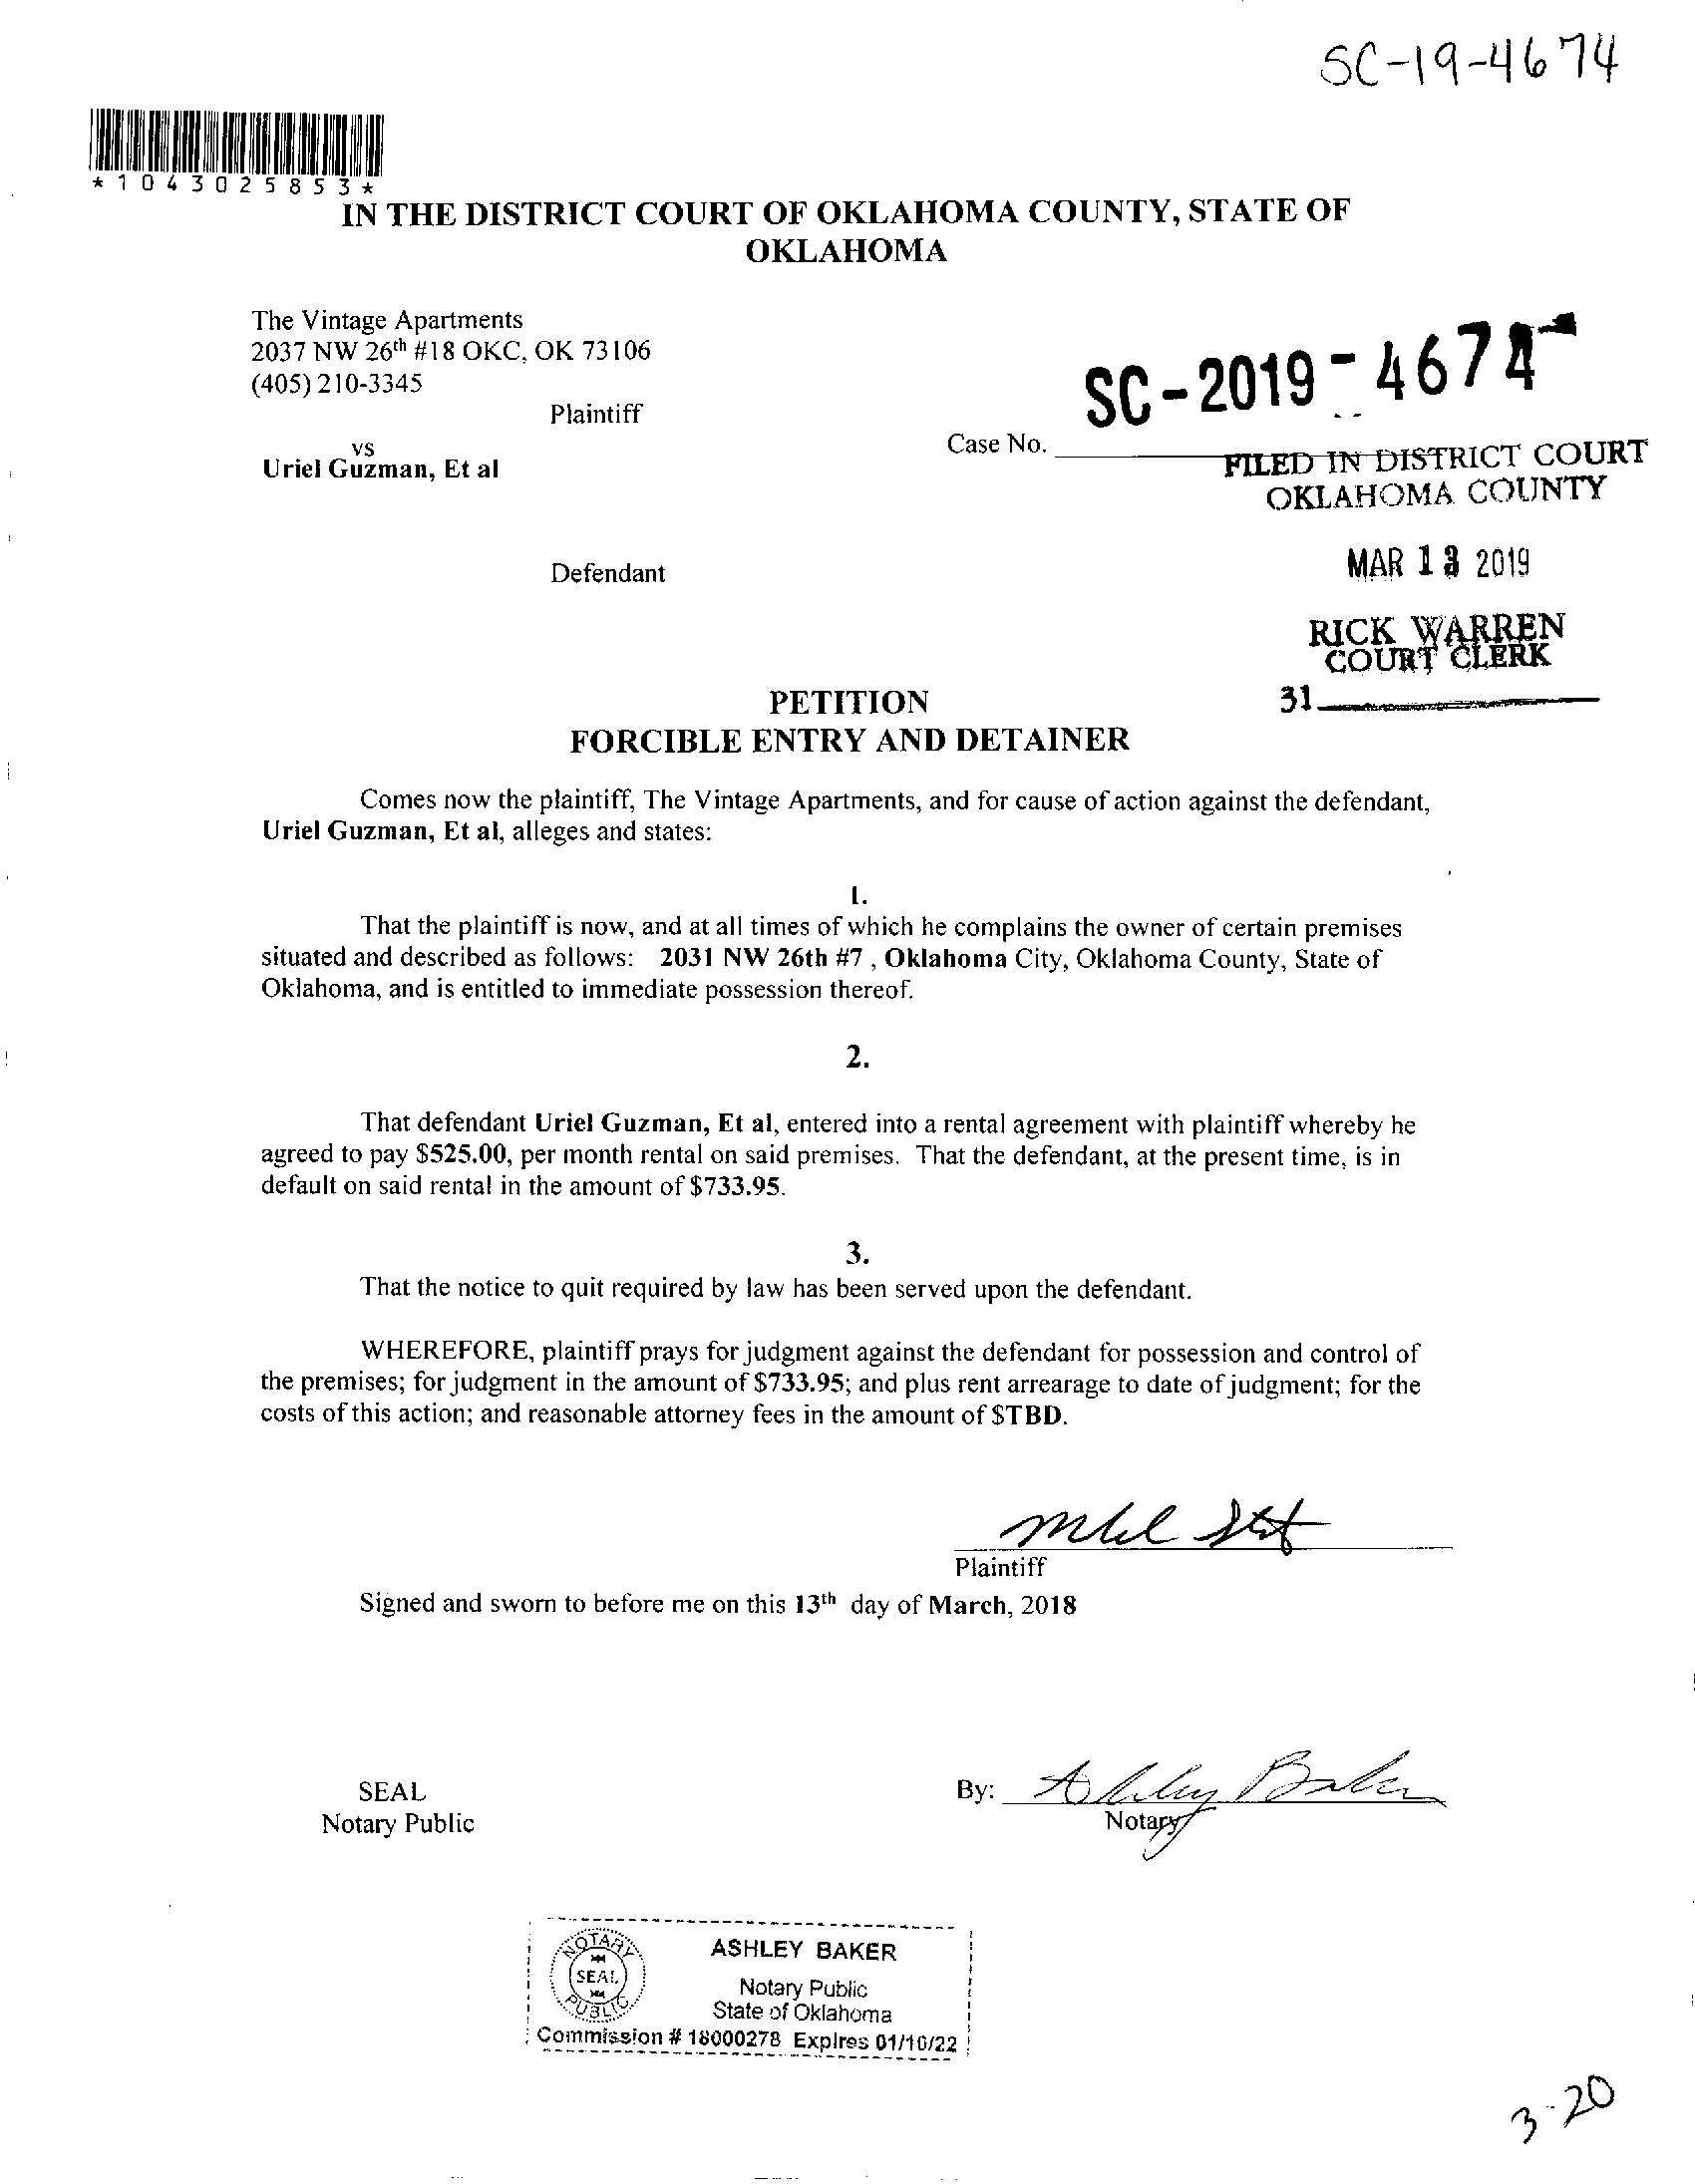 SC-19-4674
*1043025853*
IN THE DISTRICT COURT OF OKLAHOMA COUNTY, STATE OF
OKLAHOMA
The Vintage Apartments
2037 NW 26th #18 OKC, OK 73106
(405) 210-3345
Plaintiff
vs
Uriel Guzman, Et al
SC-2019-4674
Case No.
FILED IN DISTRICT COURT
OKLAHOMA COUNTY
Defendant
MAR 13 2019
RICK WARREN
COURT CLERK
31
PETITION
FORCIBLE ENTRY AND DETAINER
Comes now the plaintiff, The Vintage Apartments, and for cause of action against the defendant,
Uriel Guzman, Et al, alleges and states:
1.
That the plaintiff is now, and at all times of which he complains the owner of certain premises
situated and described as follows: 2031 NW 26th #7 , Oklahoma City, Oklahoma County, State of
Oklahoma, and is entitled to immediate possession thereof.
2.
That defendant Uriel Guzman, Et al, entered into a rental agreement with plaintiff whereby he
agreed to pay $525.00, per month rental on said premises. That the defendant, at the present time, is in
default on said rental in the amount of $733.95.
3.
That the notice to quit required by law has been served upon the defendant.
WHEREFORE, plaintiff prays for judgment against the defendant for possession and control of
the premises; for judgment in the amount of $733.95; and plus rent arrearage to date of judgment; for the
costs of this action; and reasonable attorney fees in the amount of $TBD.
Plaintiff
Signed and sworn to before me on this 13th day of March, 2018
SEAL
By: Ashley Baker
Notary Public
Notary
NOTARY
SEAL
PUBLIC
ASHLEY BAKER
Notary Public
State of Oklahoma
Commission # 18000278 Expires 01/10/22
3-20